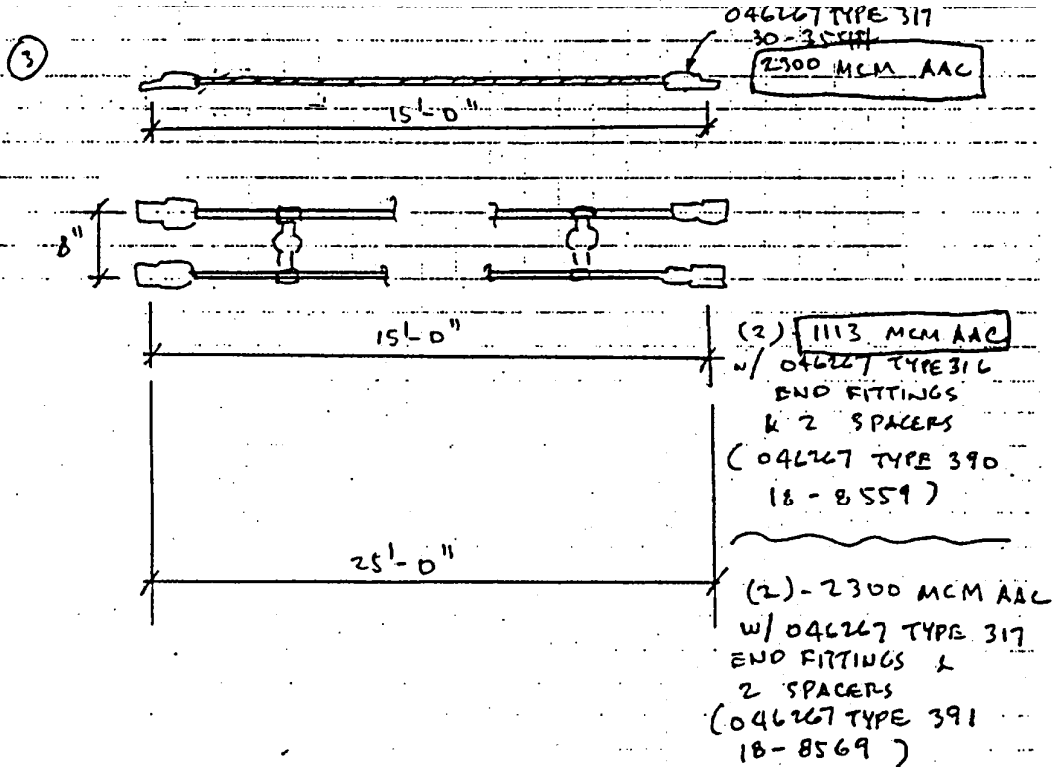 3
046267 TYPE 317
2300 MCM AAC
15'-0"
8"
15'-0"
(2) 1113 MCM AAC
w/ 046267 TYPE 316
END FITTINGS
& 2 SPACERS
(046267 TYPE 390
18-8559)
25'-0"
(2)-2300 MCM AAC
W/ 046267 TYPE 317
END FITTINGS &
2 SPACERS
(046267 TYPE 391
18-8569)